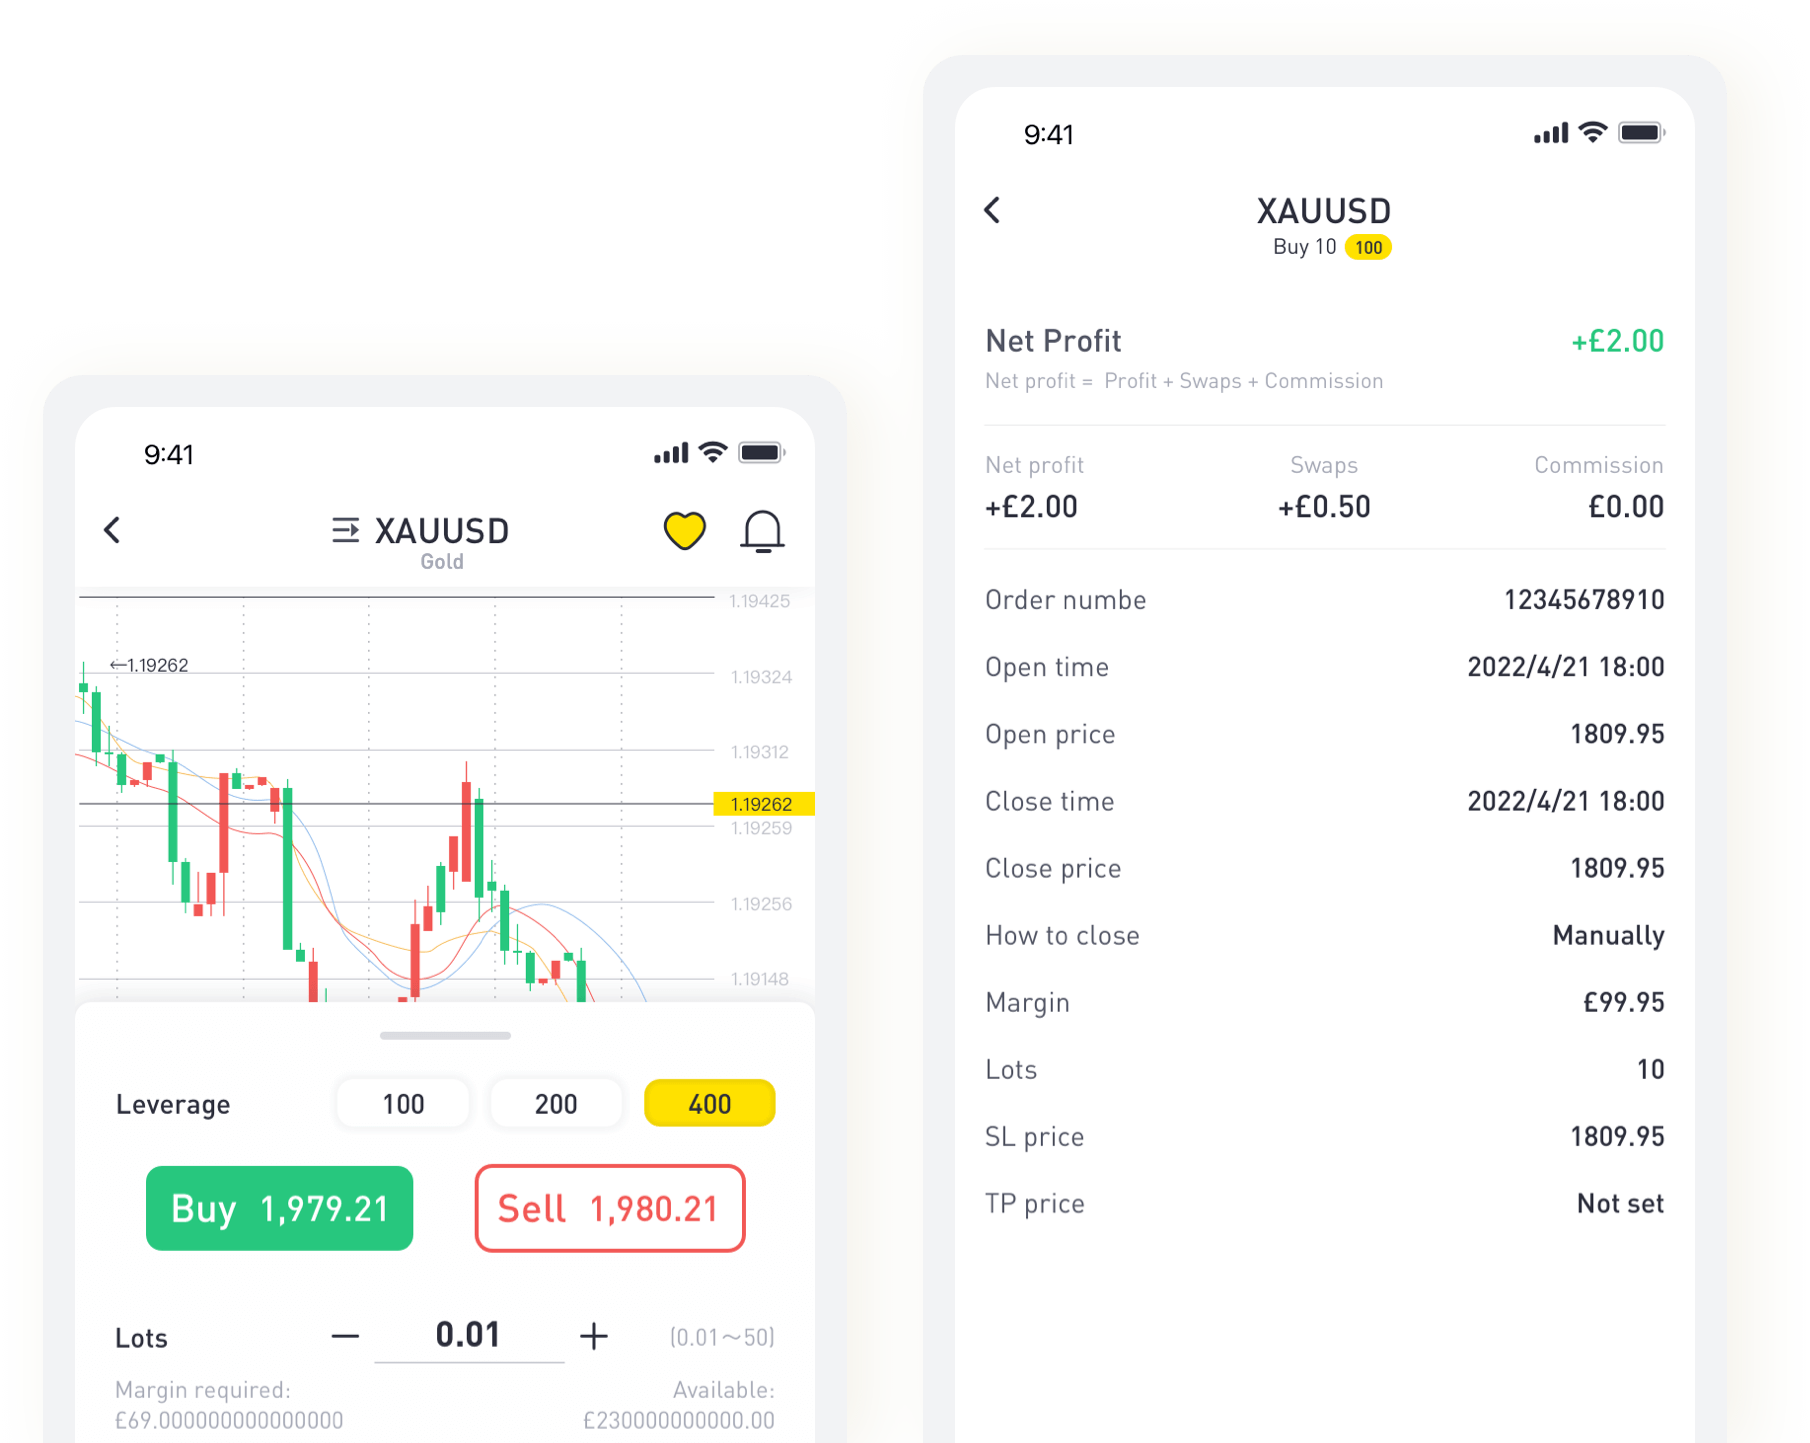 9:41
XAUUSD
Gold
1.19425
←1.19262
1.19324
1.19312
1.19262
1.19259
1.19256
1.19148
Leverage 100 200 400
Buy 1,979.21 Sell 1,980.21
Lots — 0.01 + (0.01～50)
Margin required: Available:
£69.000000000000000 £230000000000.00
9:41
XAUUSD
Buy 10 100
Net Profit +£2.00
Net profit = Profit + Swaps + Commission
Net profit Swaps Commission
+£2.00 +£0.50 £0.00
Order numbe 12345678910
Open time 2022/4/21 18:00
Open price 1809.95
Close time 2022/4/21 18:00
Close price 1809.95
How to close Manually
Margin £99.95
Lots 10
SL price 1809.95
TP price Not set